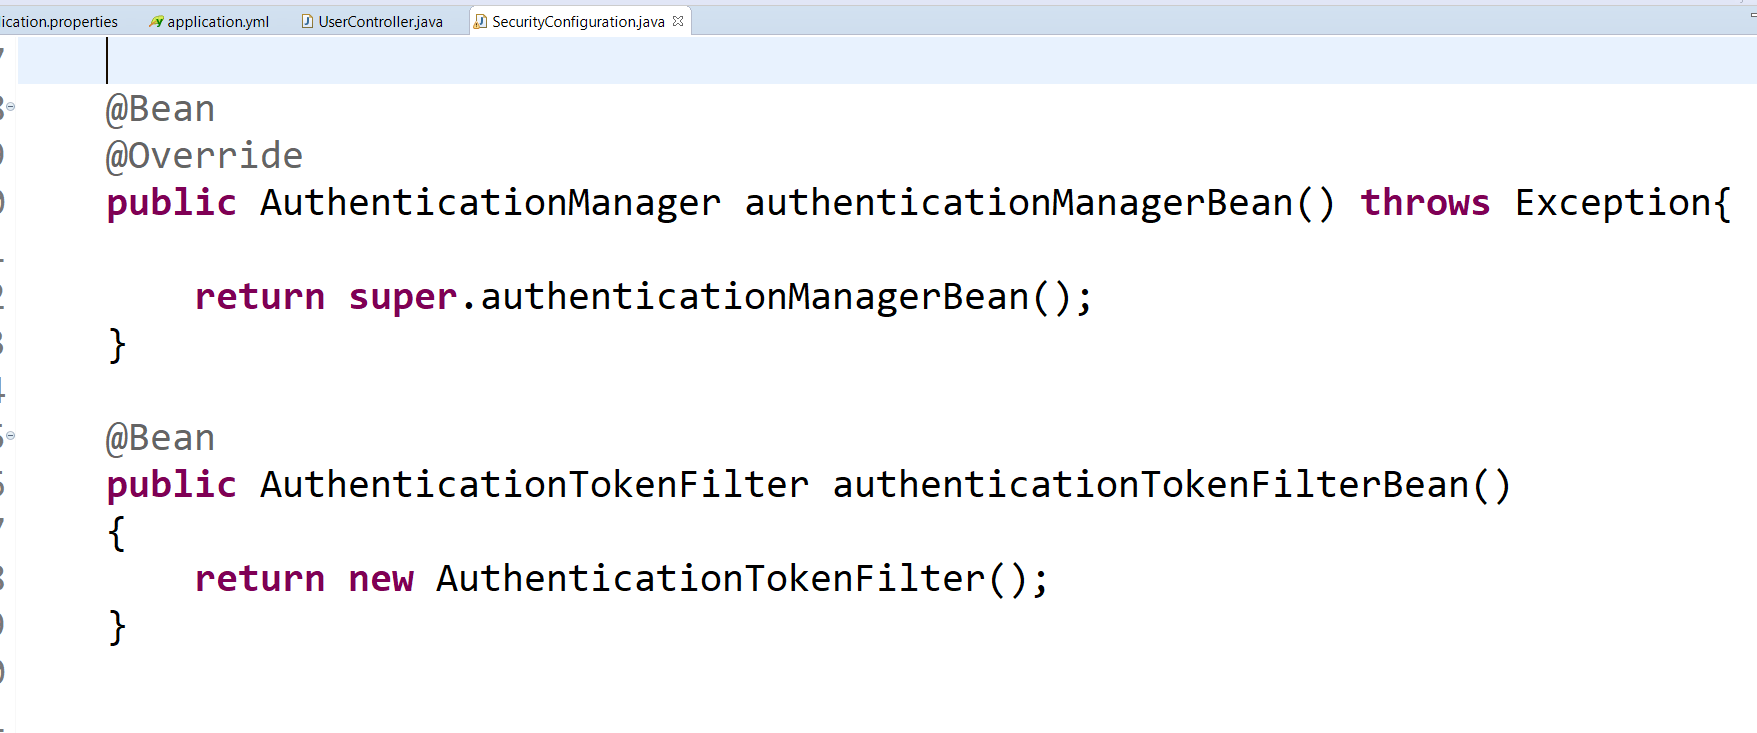 ication.properties application.yml UserController.java SecurityConfiguration.java
@Bean
@Override
public AuthenticationManager authenticationManagerBean() throws Exception{
return super.authenticationManagerBean();
}
@Bean
public AuthenticationTokenFilter authenticationTokenFilterBean()
{
return new AuthenticationTokenFilter();
}